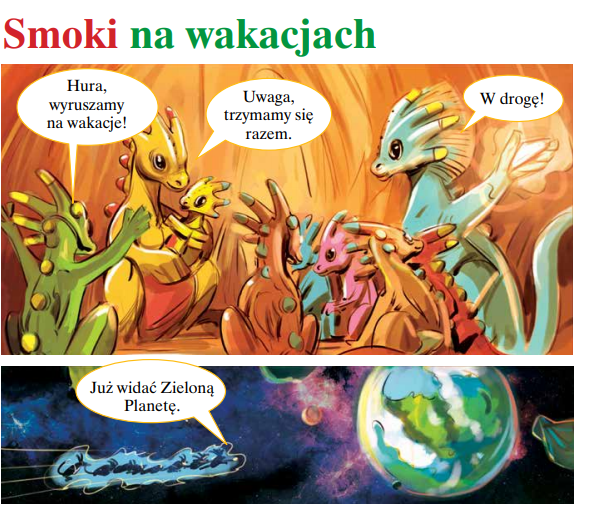 Smoki na wakacjach
Hura,
wyruszamy
na wakacje!
Uwaga,
trzymamy się
razem.
W drogę!
Już widać Zieloną
Planetę.